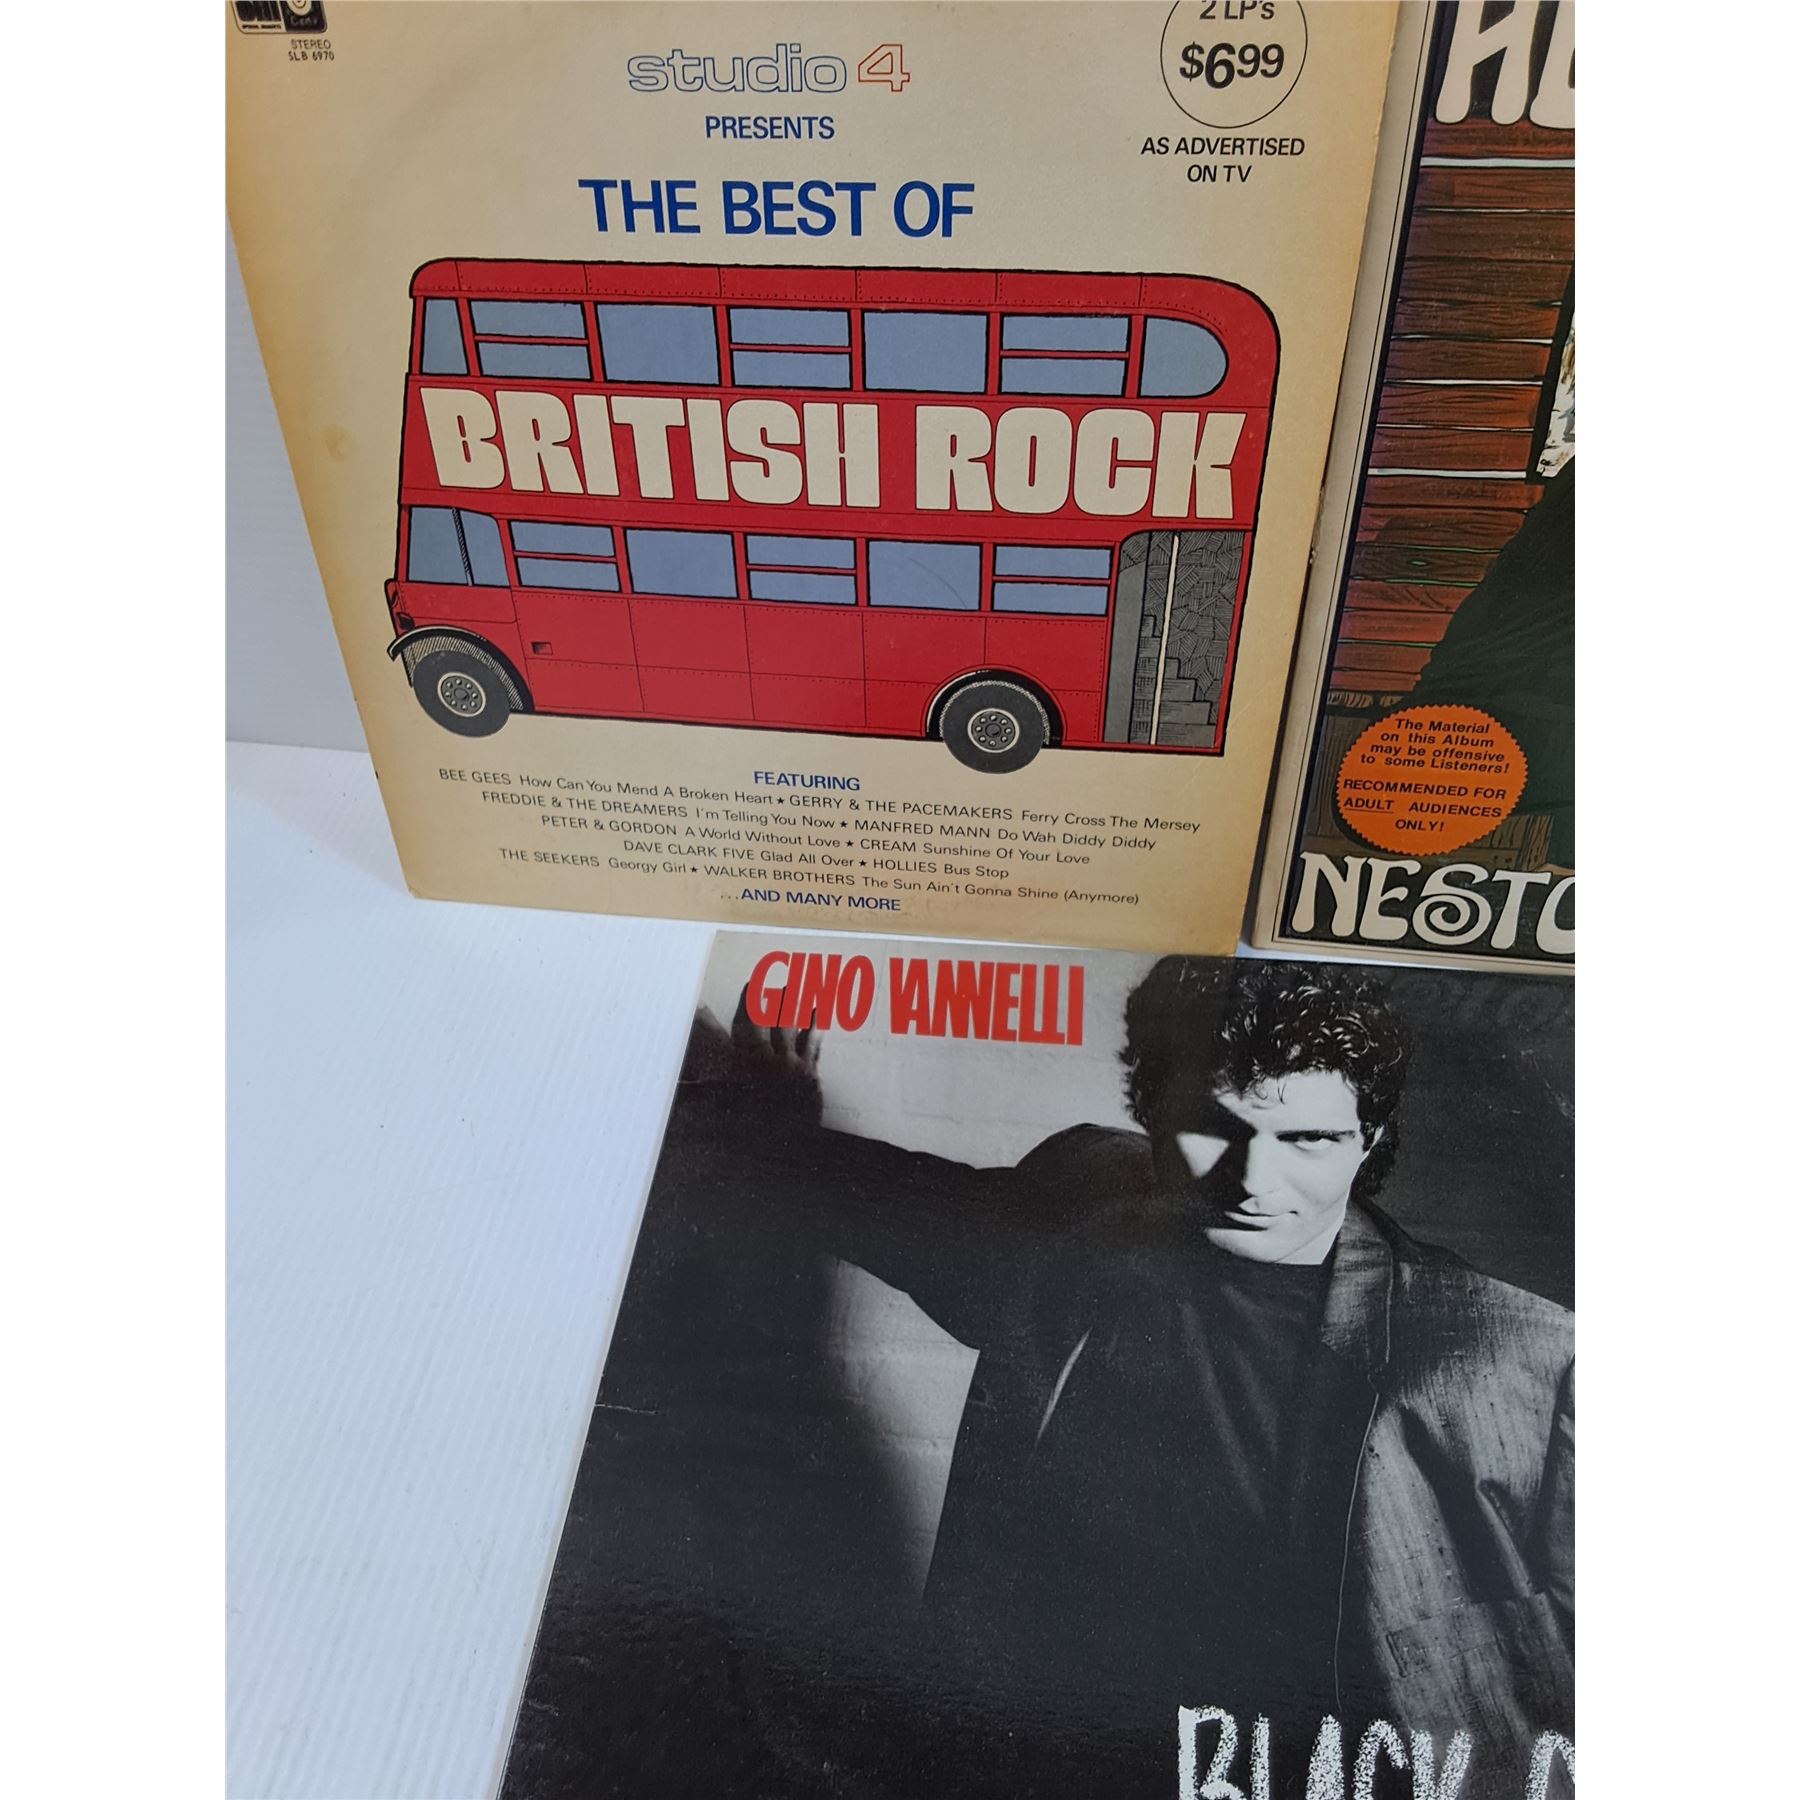 STEREO
SLB 6970
studio 4
PRESENTS
THE BEST OF
2 LP's
$6.99
AS ADVERTISED
ON TV
BRITISH ROCK
FEATURING
BEE GEES How Can You Mend A Broken Heart ★ GERRY & THE PACEMAKERS Ferry Cross The Mersey
FREDDIE & THE DREAMERS I'm Telling You Now ★ MANFRED MANN Do Wah Diddy Diddy
PETER & GORDON A World Without Love ★ CREAM Sunshine Of Your Love
DAVE CLARK FIVE Glad All Over ★ HOLLIES Bus Stop
THE SEEKERS Georgy Girl ★ WALKER BROTHERS The Sun Ain't Gonna Shine (Anymore)
...AND MANY MORE
The Material
on this Album
may be offensive
to some Listeners!
RECOMMENDED FOR
ADULT AUDIENCES
ONLY!
GINO VANNELLI
BLACK